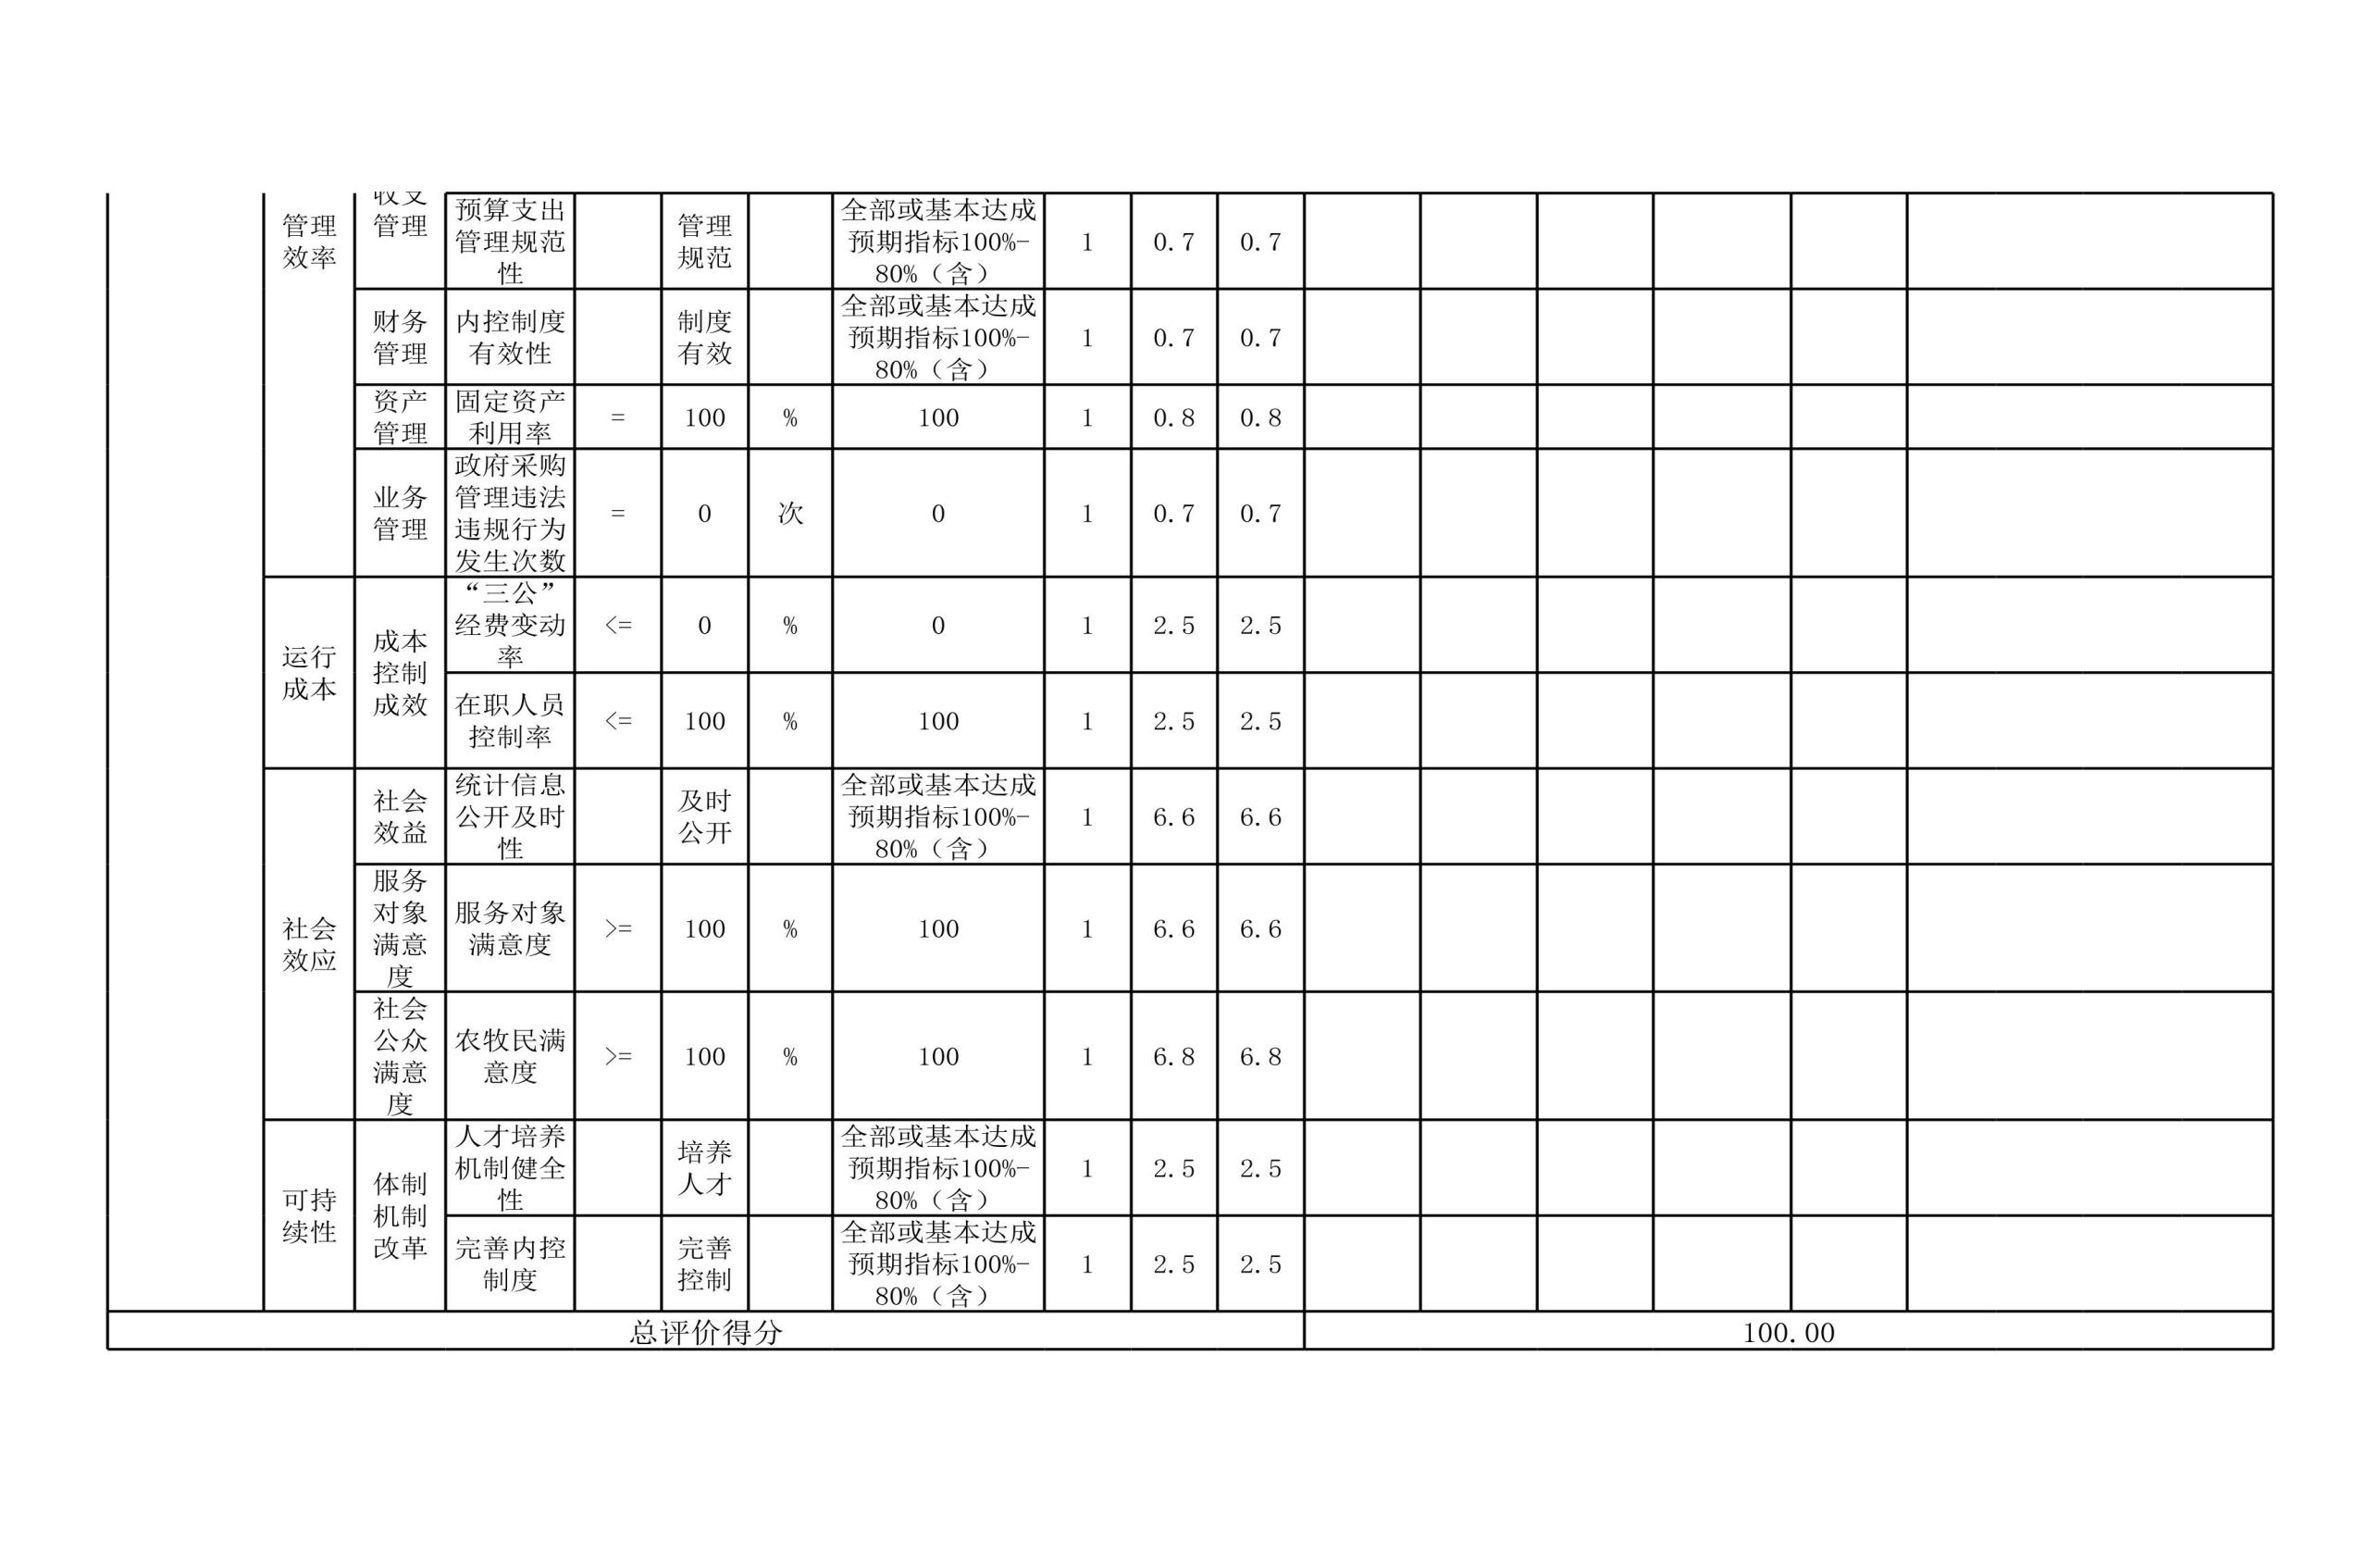 管理
效率
收支
管理
预算支出
管理规范
性
管理
规范
全部或基本达成
预期指标100%-
80%（含）
1
0.7
0.7
财务
管理
内控制度
有效性
制度
有效
全部或基本达成
预期指标100%-
80%（含）
1
0.7
0.7
资产
管理
固定资产
利用率
=
100
%
100
1
0.8
0.8
业务
管理
政府采购
管理违法
违规行为
发生次数
=
0
次
0
1
0.7
0.7
运行
成本
成本
控制
成效
“三公”
经费变动
率
<=
0
%
0
1
2.5
2.5
在职人员
控制率
<=
100
%
100
1
2.5
2.5
社会
效应
社会
效益
统计信息
公开及时
性
及时
公开
全部或基本达成
预期指标100%-
80%（含）
1
6.6
6.6
服务
对象
满意
度
服务对象
满意度
>=
100
%
100
1
6.6
6.6
社会
公众
满意
度
农牧民满
意度
>=
100
%
100
1
6.8
6.8
可持
续性
体制
机制
改革
人才培养
机制健全
性
培养
人才
全部或基本达成
预期指标100%-
80%（含）
1
2.5
2.5
完善内控
制度
完善
控制
全部或基本达成
预期指标100%-
80%（含）
1
2.5
2.5
总评价得分
100.00